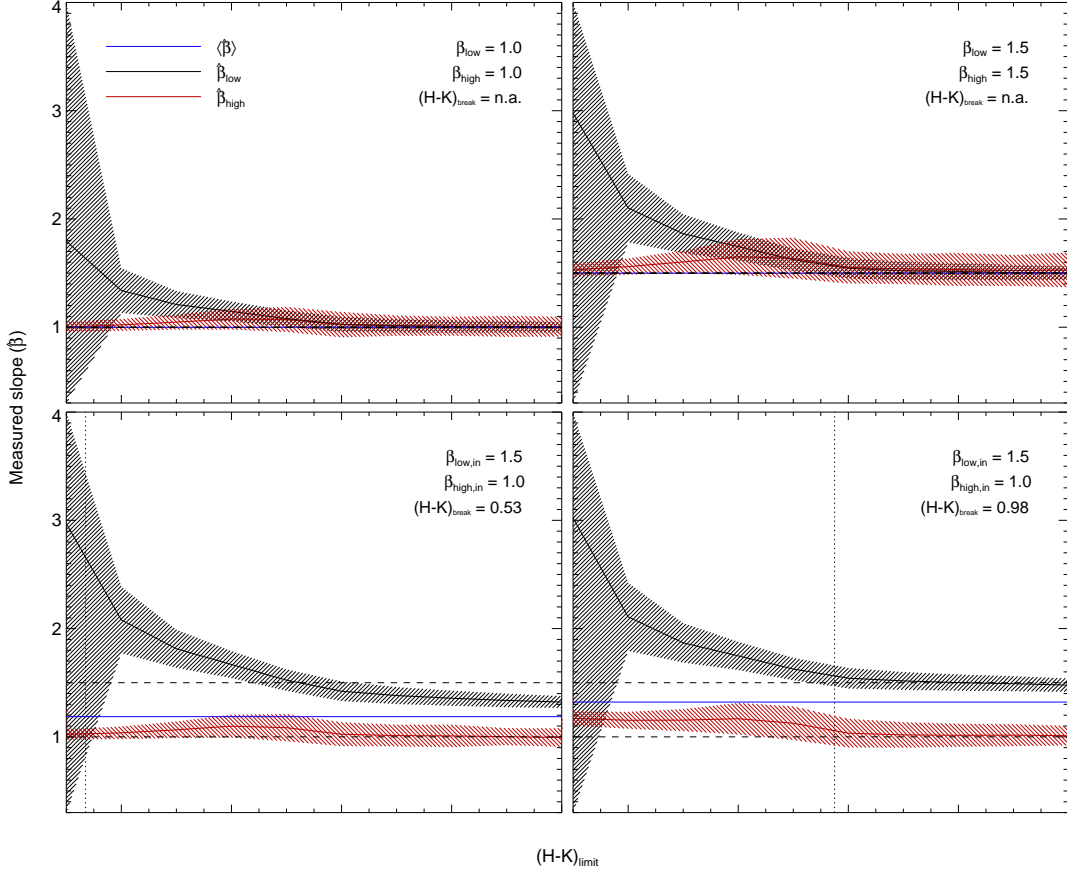 4
3
2
1
⟨β̂⟩
β̂low
β̂high
βlow = 1.0
βhigh = 1.0
(H-K)break = n.a.
βlow = 1.5
βhigh = 1.5
(H-K)break = n.a.
Measured slope (β̂)
4
3
2
1
βlow,in = 1.5
βhigh,in = 1.0
(H-K)break = 0.53
βlow,in = 1.5
βhigh,in = 1.0
(H-K)break = 0.98
(H-K)limit